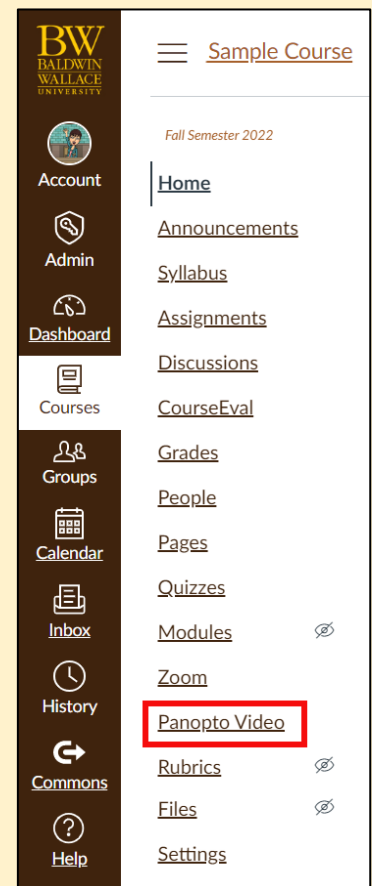 BW
BALDWIN
WALLACE
UNIVERSITY
Account
Admin
Dashboard
Courses
Groups
Calendar
Inbox
History
Commons
Help
Sample Course
Fall Semester 2022
Home
Announcements
Syllabus
Assignments
Discussions
CourseEval
Grades
People
Pages
Quizzes
Modules
Zoom
Panopto Video
Rubrics
Files
Settings